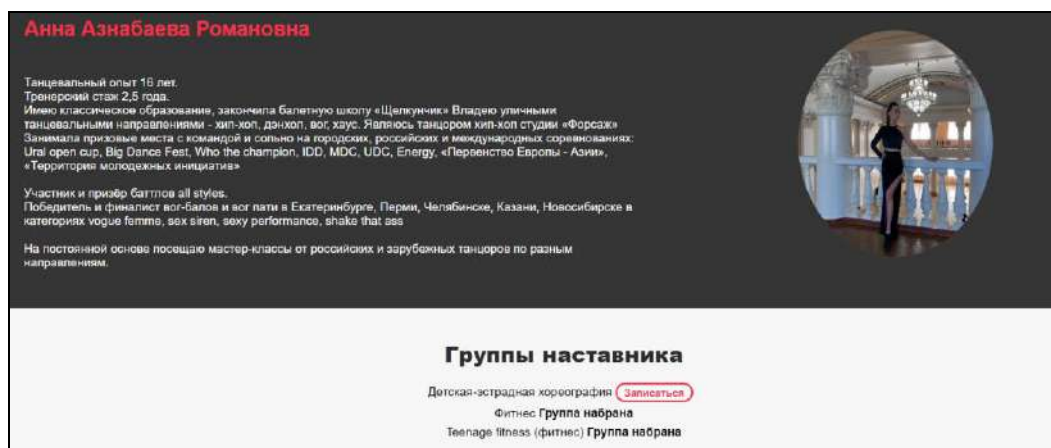 Анна Азнабаева Романовна
Танцевальный опыт 16 лет.
Тренерский стаж 2,5 года.
Имею классическое образование, закончила балетную школу «Щелкунчик» Владею уличными
танцевальными направлениями - хип-хоп, дэнхол, вог, хаус. Являюсь танцором хип-хоп студии «Форсаж»
Занимала призовые места с командой и сольно на городских, российских и международных соревнованиях:
Ural open cup, Big Dance Fest, Who the champion, IDD, MDC, UDC, Energy, «Первенство Европы - Азии»,
«Территория молодежных инициатив»
Участник и призёр баттлов all styles.
Победитель и финалист вог-балов и вог пати в Екатеринбурге, Перми, Челябинске, Казани, Новосибирске в
категориях vogue femme, sex siren, sexy performance, shake that ass
На постоянной основе посещаю мастер-классы от российских и зарубежных танцоров по разным
направлениям.
Группы наставника
Детская-эстрадная хореография Записаться
Фитнес Группа набрана
Teenage fitness (фитнес) Группа набрана